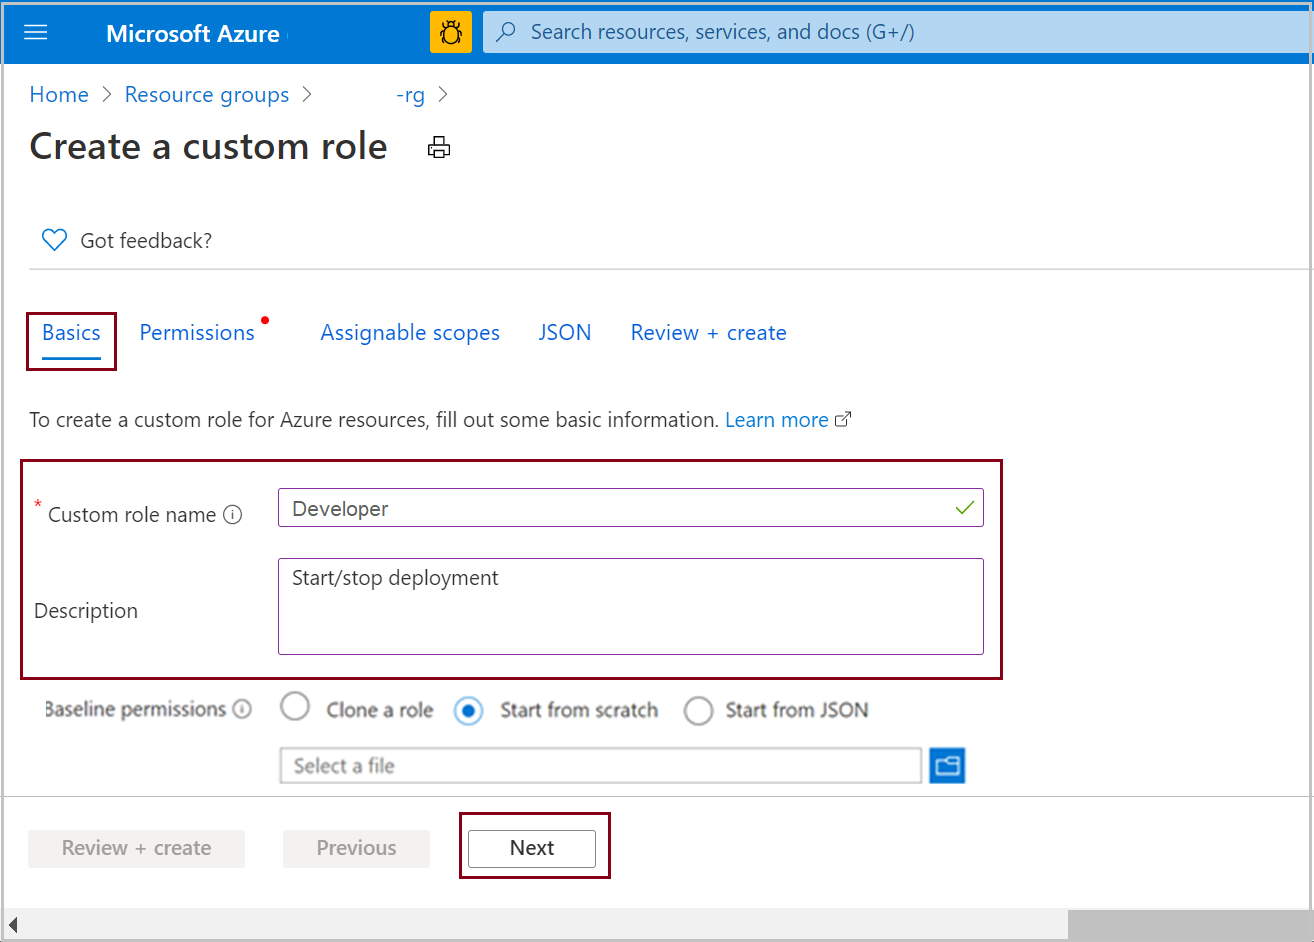 Microsoft Azure
Search resources, services, and docs (G+/)
Home > Resource groups > -rg >
Create a custom role
Got feedback?
Basics Permissions Assignable scopes JSON Review + create
To create a custom role for Azure resources, fill out some basic information. Learn more
* Custom role name
Developer
Description
Start/stop deployment
Baseline permissions Clone a role Start from scratch Start from JSON
Select a file
Review + create Previous Next